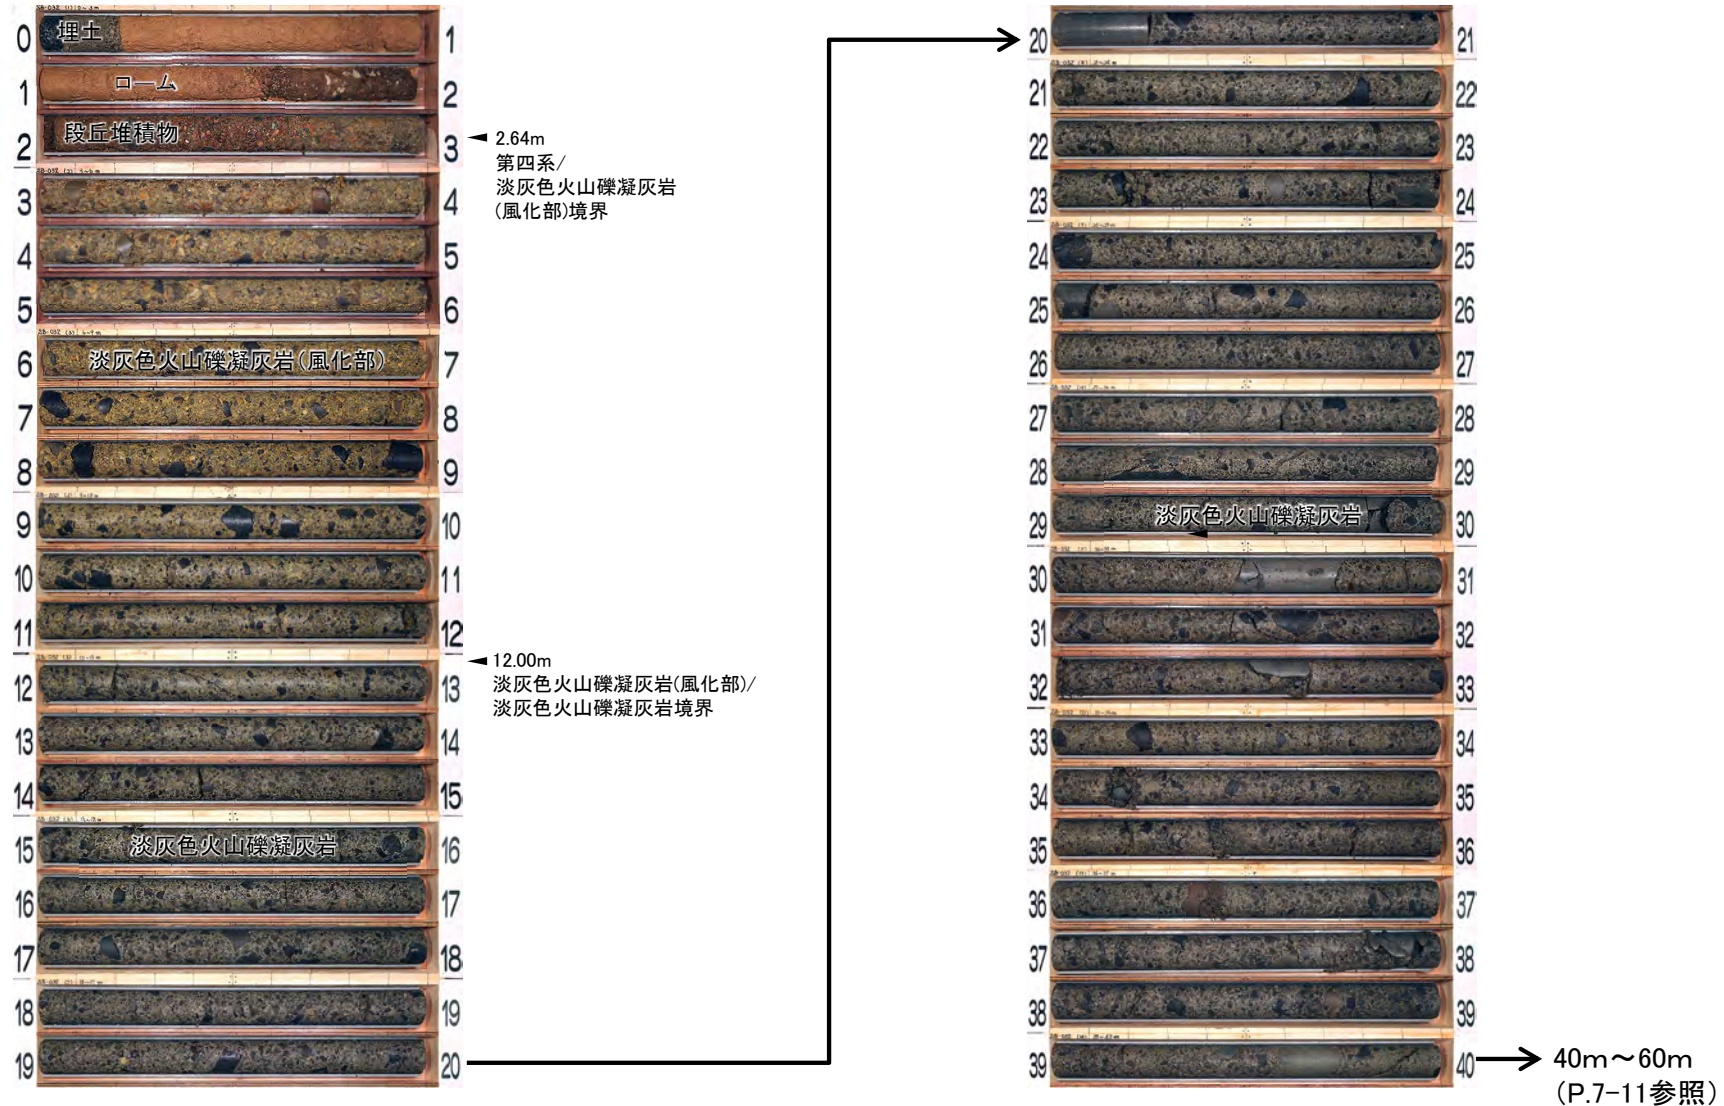 0 埋土 1
1 ローム 2
2 段丘堆積物 3
3 4
4 5
5 6
6 淡灰色火山礫凝灰岩(風化部) 7
7 8
8 9
9 10
10 11
11 12
12 13
13 14
14 15
15 淡灰色火山礫凝灰岩 16
16 17
17 18
18 19
19 20
2.64m
第四系/
淡灰色火山礫凝灰岩
(風化部)境界
12.00m
淡灰色火山礫凝灰岩(風化部)/
淡灰色火山礫凝灰岩境界
20 21
21 22
22 23
23 24
24 25
25 26
26 27
27 28
28 29
29 淡灰色火山礫凝灰岩 30
30 31
31 32
32 33
33 34
34 35
35 36
36 37
37 38
38 39
39 40
40m～60m
(P.7-11参照)